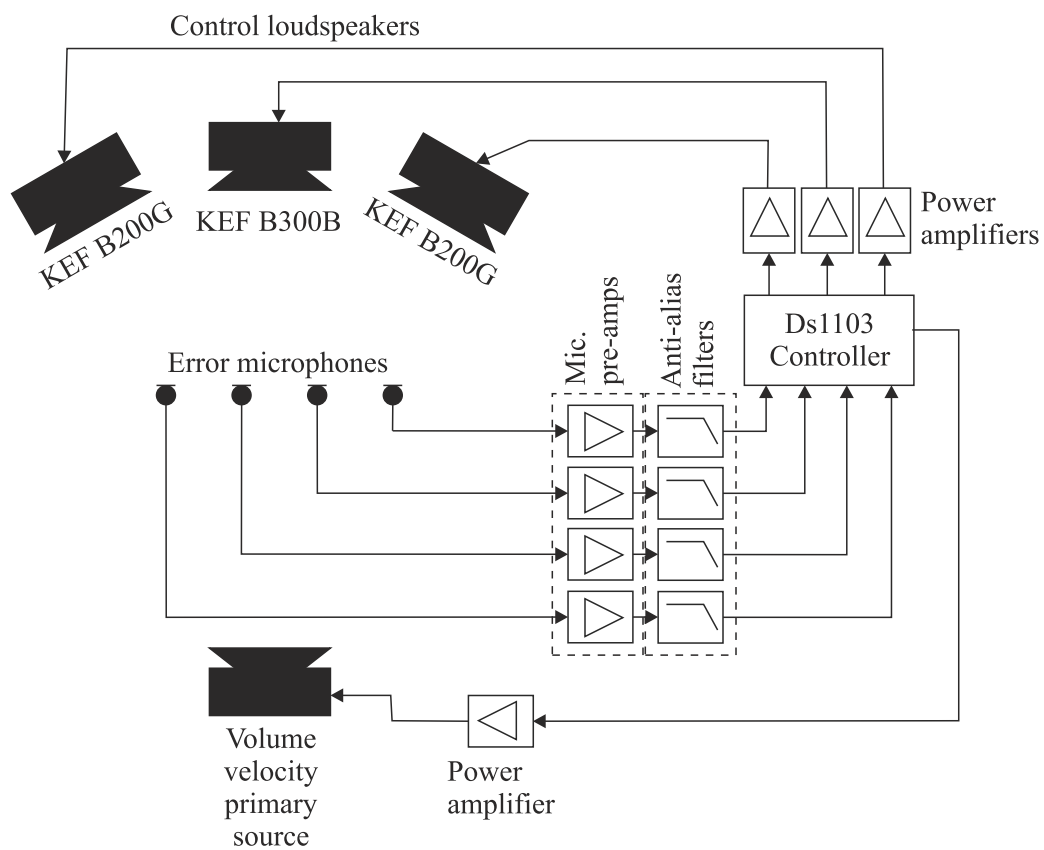 Control loudspeakers
KEF B200G
KEF B300B
KEF B200G
Power
amplifiers
Ds1103
Controller
Mic.
pre-amps
Anti-alias
filters
Error microphones
Volume
velocity
primary
source
Power
amplifier